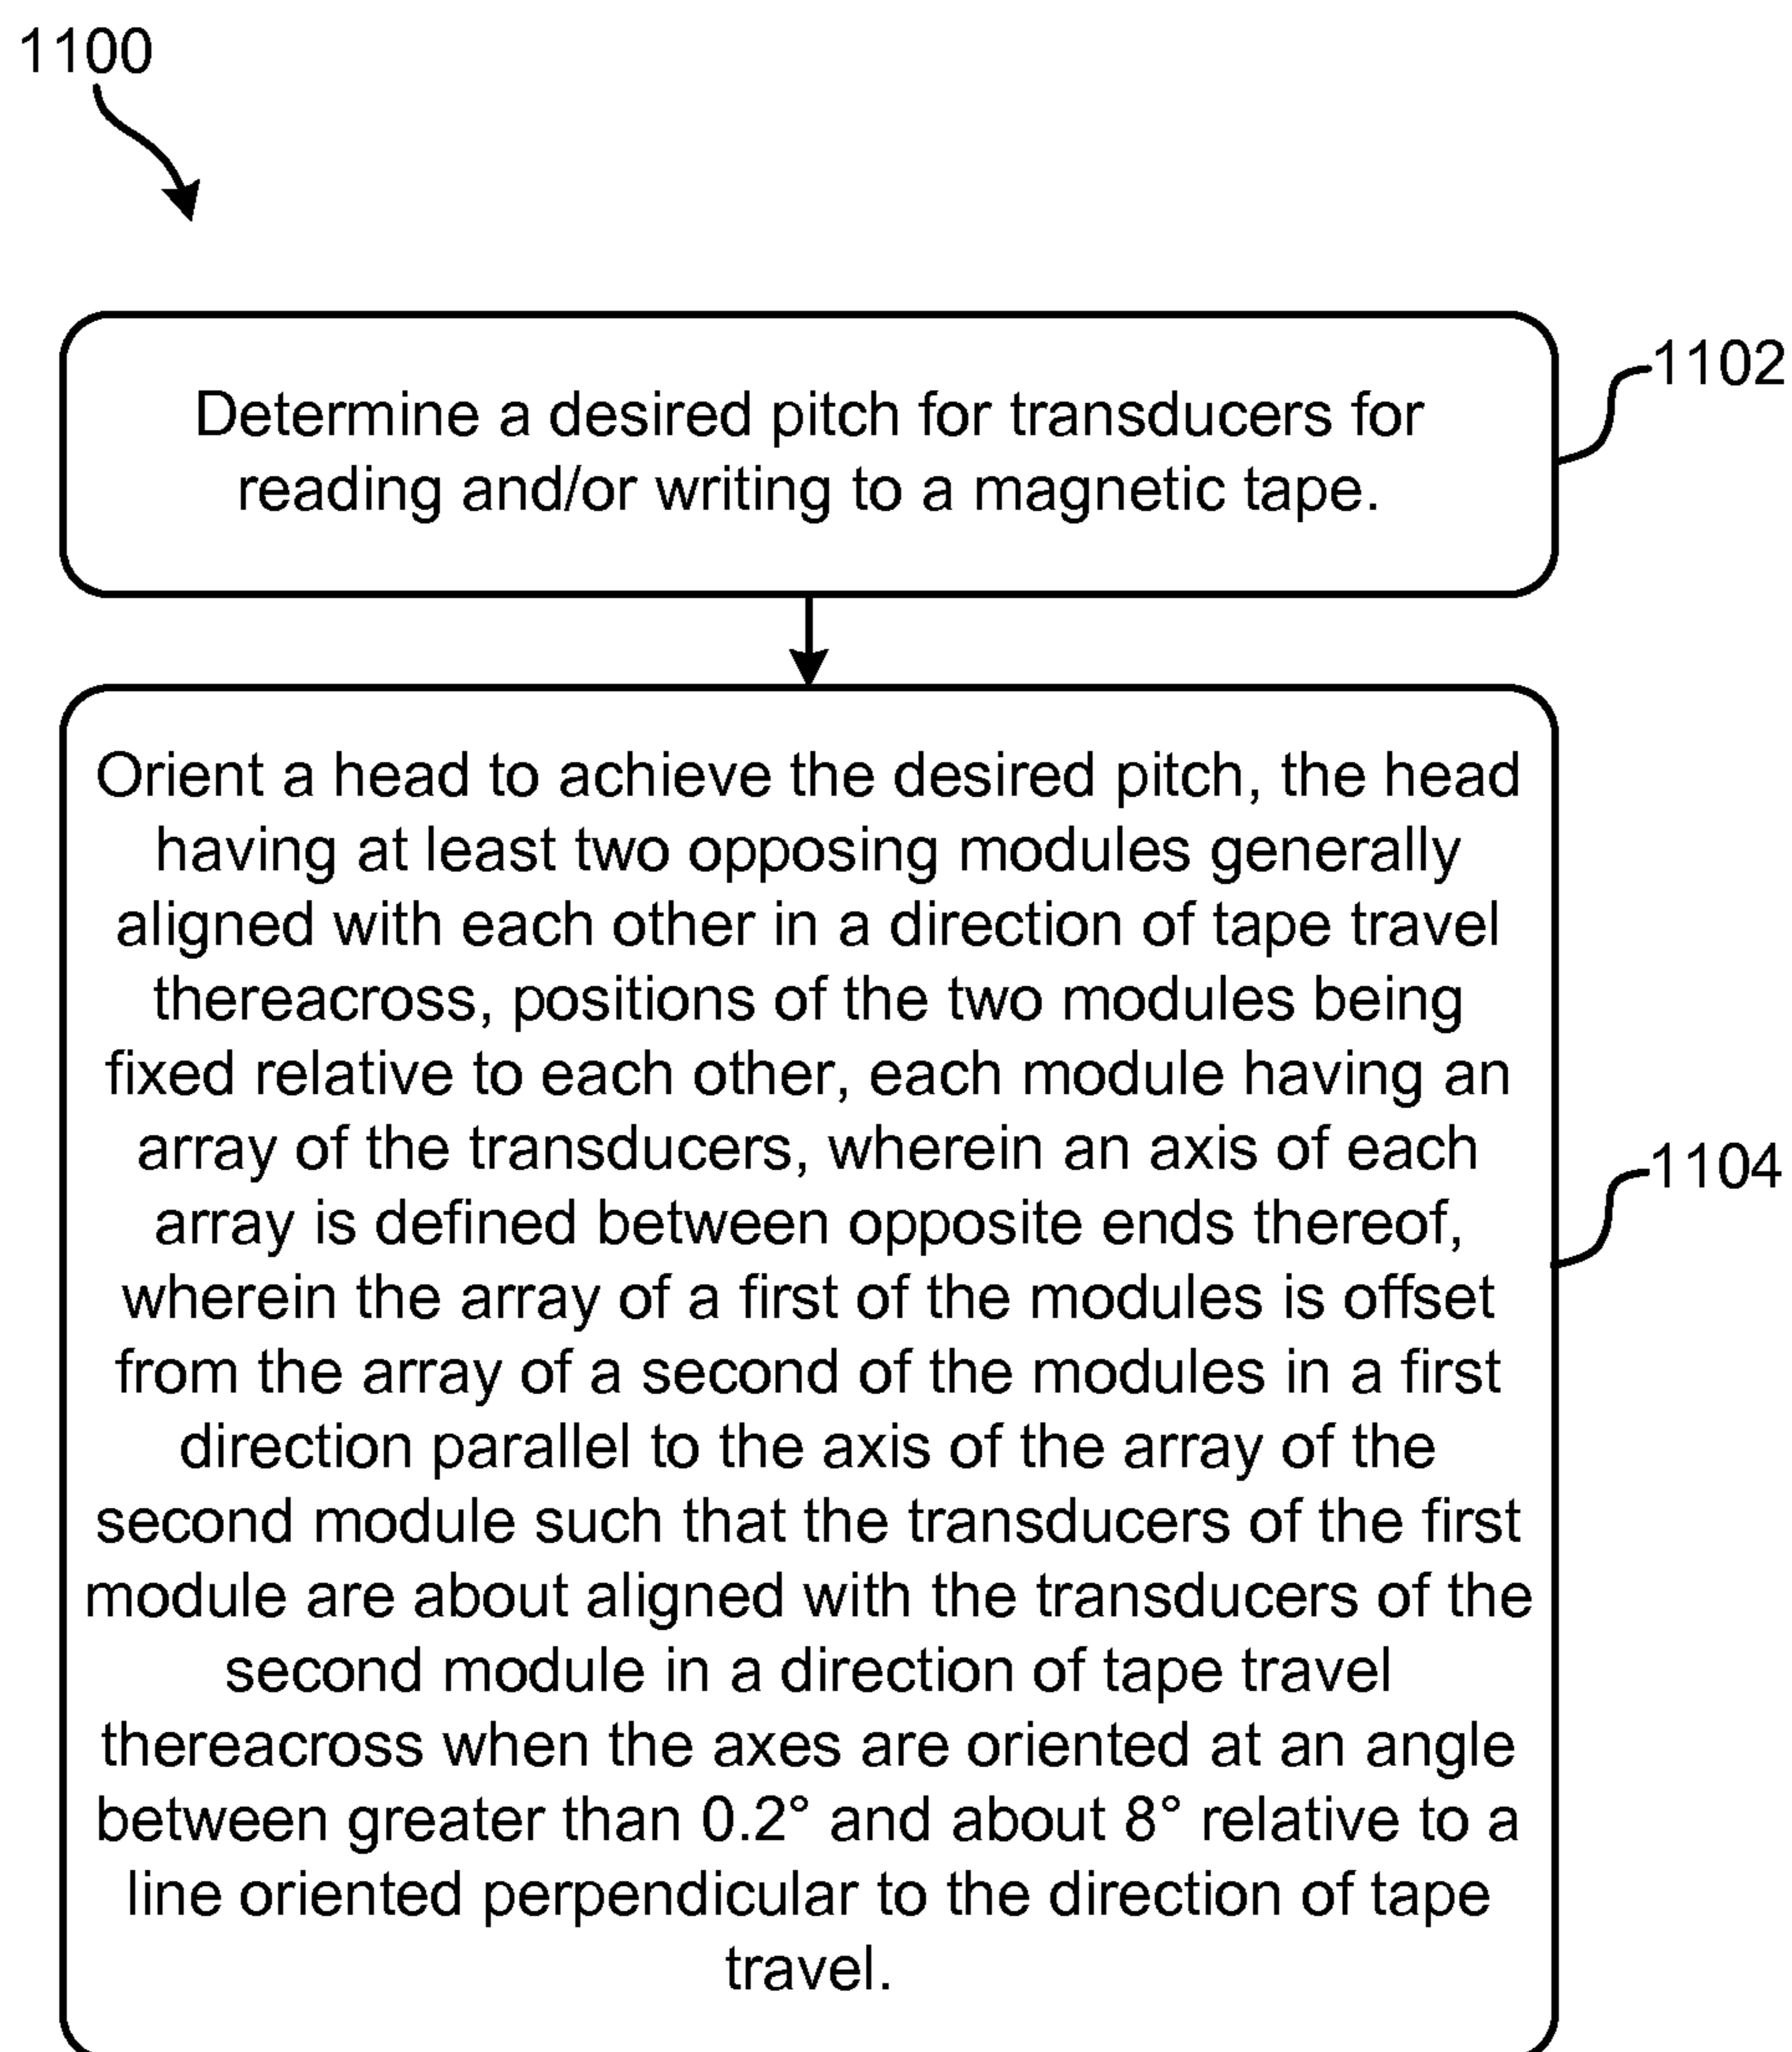 1100
1102
Determine a desired pitch for transducers for
reading and/or writing to a magnetic tape.
Orient a head to achieve the desired pitch, the head
having at least two opposing modules generally
aligned with each other in a direction of tape travel
thereacross, positions of the two modules being
fixed relative to each other, each module having an
array of the transducers, wherein an axis of each
array is defined between opposite ends thereof,
wherein the array of a first of the modules is offset
from the array of a second of the modules in a first
direction parallel to the axis of the array of the
second module such that the transducers of the first
module are about aligned with the transducers of the
second module in a direction of tape travel
thereacross when the axes are oriented at an angle
between greater than 0.2° and about 8° relative to a
line oriented perpendicular to the direction of tape
travel.
1104